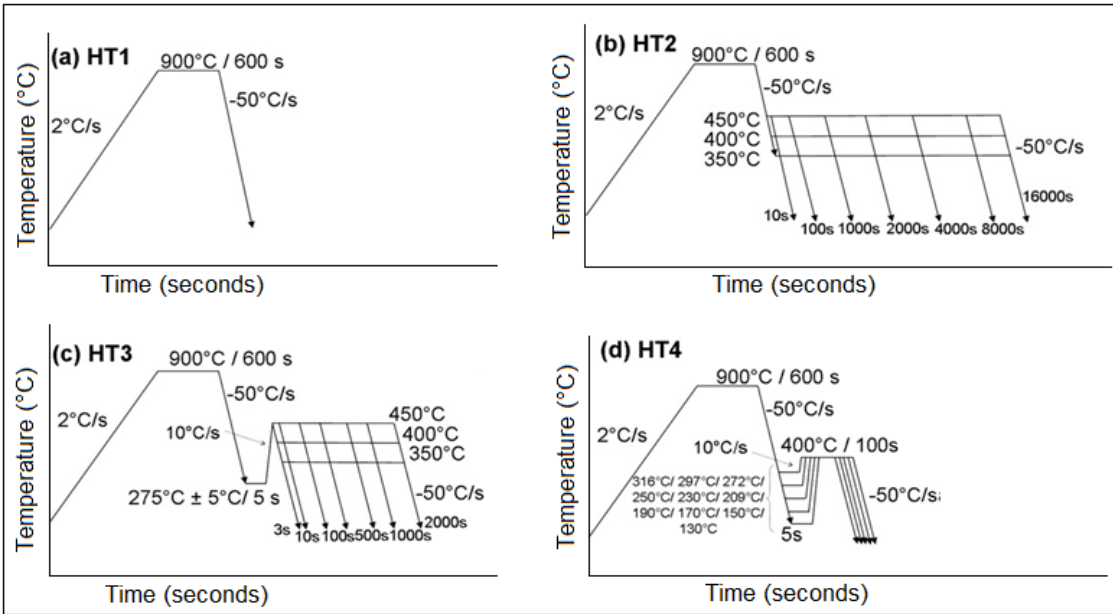 (a) HT1
900°C / 600 s
-50°C/s
2°C/s
Temperature (°C)
Time (seconds)
(b) HT2
900°C / 600 s
-50°C/s
2°C/s
450°C
400°C
350°C
-50°C/s
16000s
10s
100s
1000s
2000s
4000s
8000s
Temperature (°C)
Time (seconds)
(c) HT3
900°C / 600 s
-50°C/s
2°C/s
10°C/s
450°C
400°C
350°C
275°C ± 5°C/ 5 s
-50°C/s
3s
10s
100s
500s
1000s
2000s
Temperature (°C)
Time (seconds)
(d) HT4
900°C / 600 s
-50°C/s
2°C/s
10°C/s
400°C / 100s
316°C/ 297°C/ 272°C/
250°C/ 230°C/ 209°C/
190°C/ 170°C/ 150°C/
130°C
5s
-50°C/s
Temperature (°C)
Time (seconds)